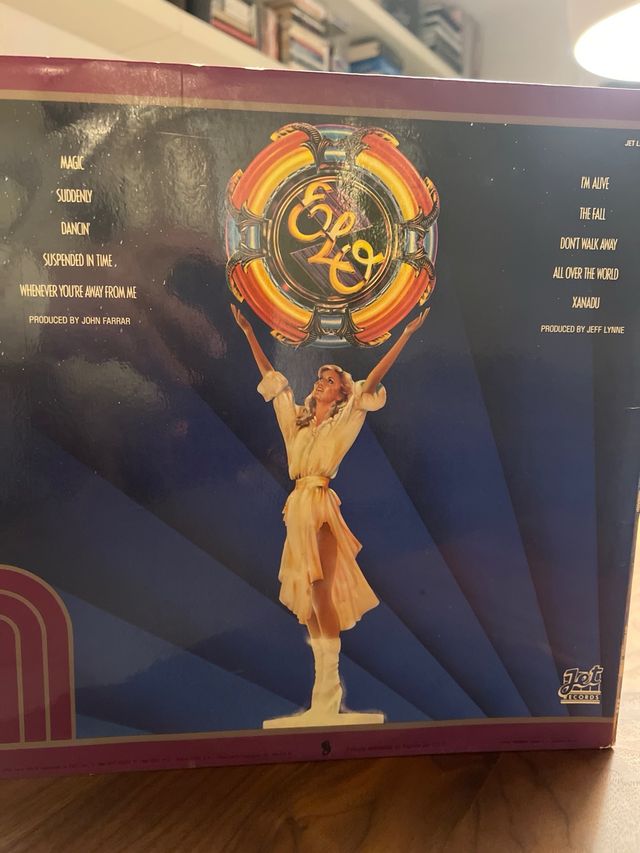 MAGIC
SUDDENLY
DANCIN'
SUSPENDED IN TIME
WHENEVER YOU'RE AWAY FROM ME
PRODUCED BY JOHN FARRAR
ELO
JET L
I'M ALIVE
THE FALL
DON'T WALK AWAY
ALL OVER THE WORLD
XANADU
PRODUCED BY JEFF LYNNE
Jet
RECORDS